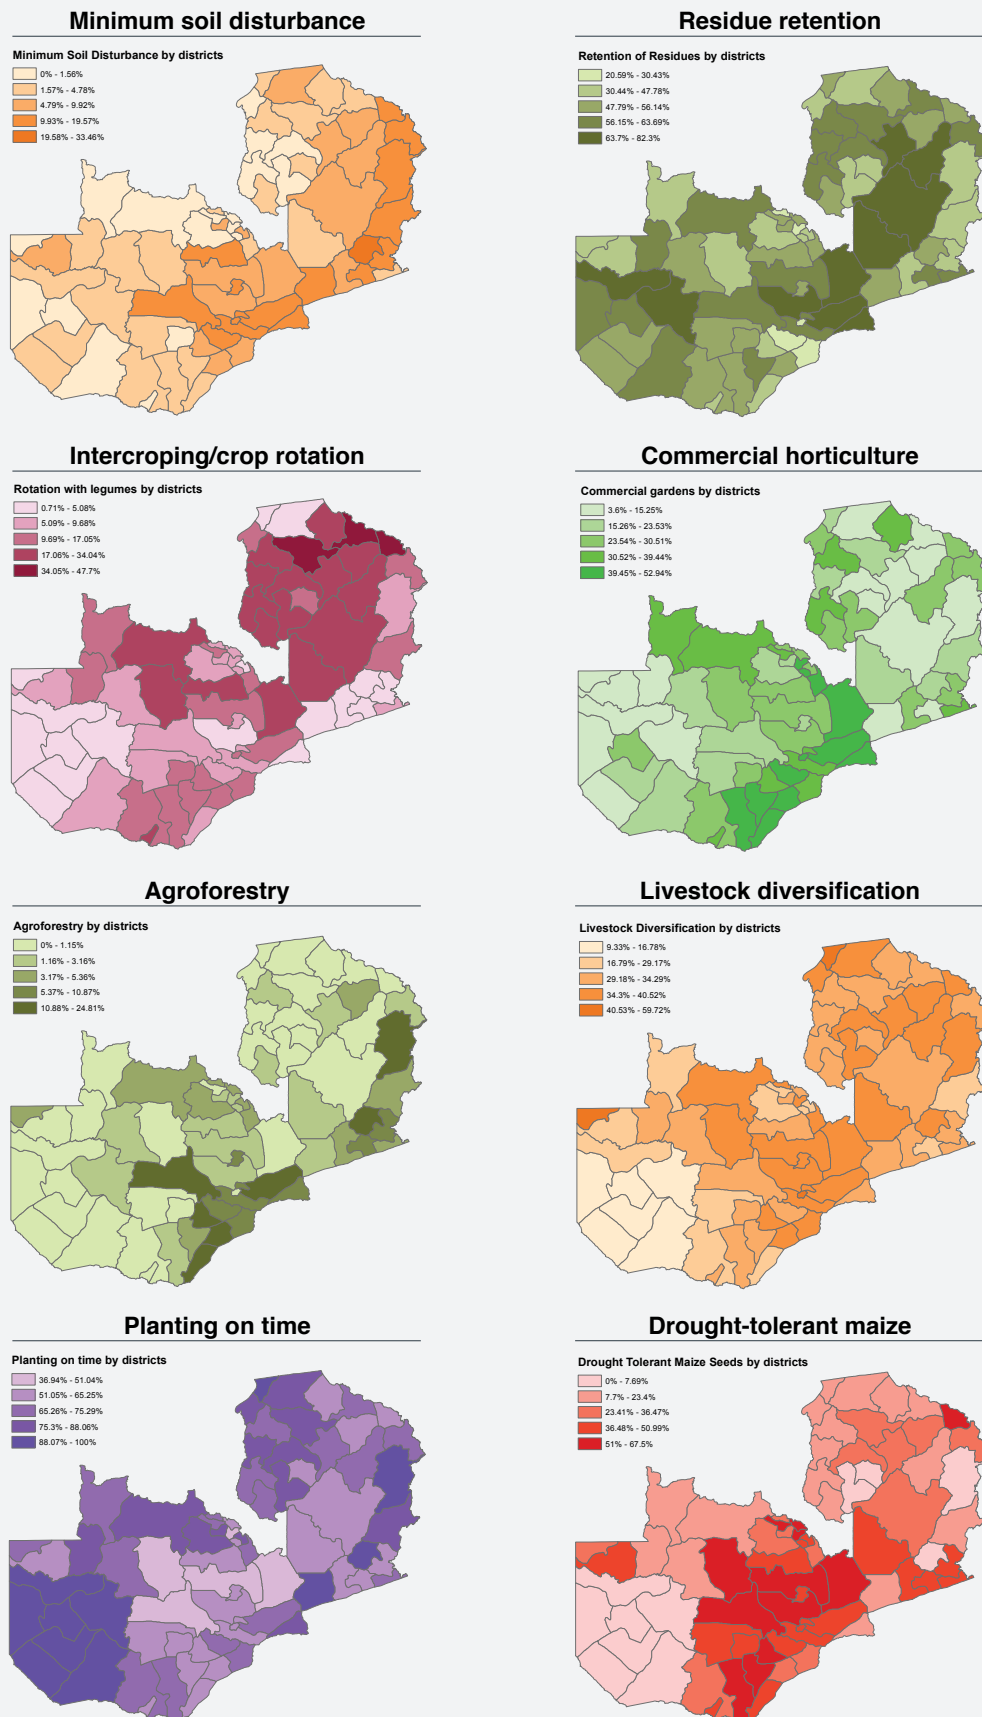 Minimum soil disturbance
Minimum Soil Disturbance by districts
0% - 1.56%
1.57% - 4.78%
4.79% - 9.92%
9.93% - 19.57%
19.58% - 33.46%
Residue retention
Retention of Residues by districts
20.59% - 30.43%
30.44% - 47.78%
47.79% - 56.14%
56.15% - 63.69%
63.7% - 82.3%
Intercroping/crop rotation
Rotation with legumes by districts
0.71% - 5.08%
5.09% - 9.68%
9.69% - 17.05%
17.06% - 34.04%
34.05% - 47.7%
Commercial horticulture
Commercial gardens by districts
3.6% - 15.25%
15.26% - 23.53%
23.54% - 30.51%
30.52% - 39.44%
39.45% - 52.94%
Agroforestry
Agroforestry by districts
0% - 1.15%
1.16% - 3.16%
3.17% - 5.36%
5.37% - 10.87%
10.88% - 24.81%
Livestock diversification
Livestock Diversification by districts
9.33% - 16.78%
16.79% - 29.17%
29.18% - 34.29%
34.3% - 40.52%
40.53% - 59.72%
Planting on time
Planting on time by districts
36.94% - 51.04%
51.05% - 65.25%
65.26% - 75.29%
75.3% - 88.06%
88.07% - 100%
Drought-tolerant maize
Drought Tolerant Maize Seeds by districts
0% - 7.69%
7.7% - 23.4%
23.41% - 36.47%
36.48% - 50.99%
51% - 67.5%